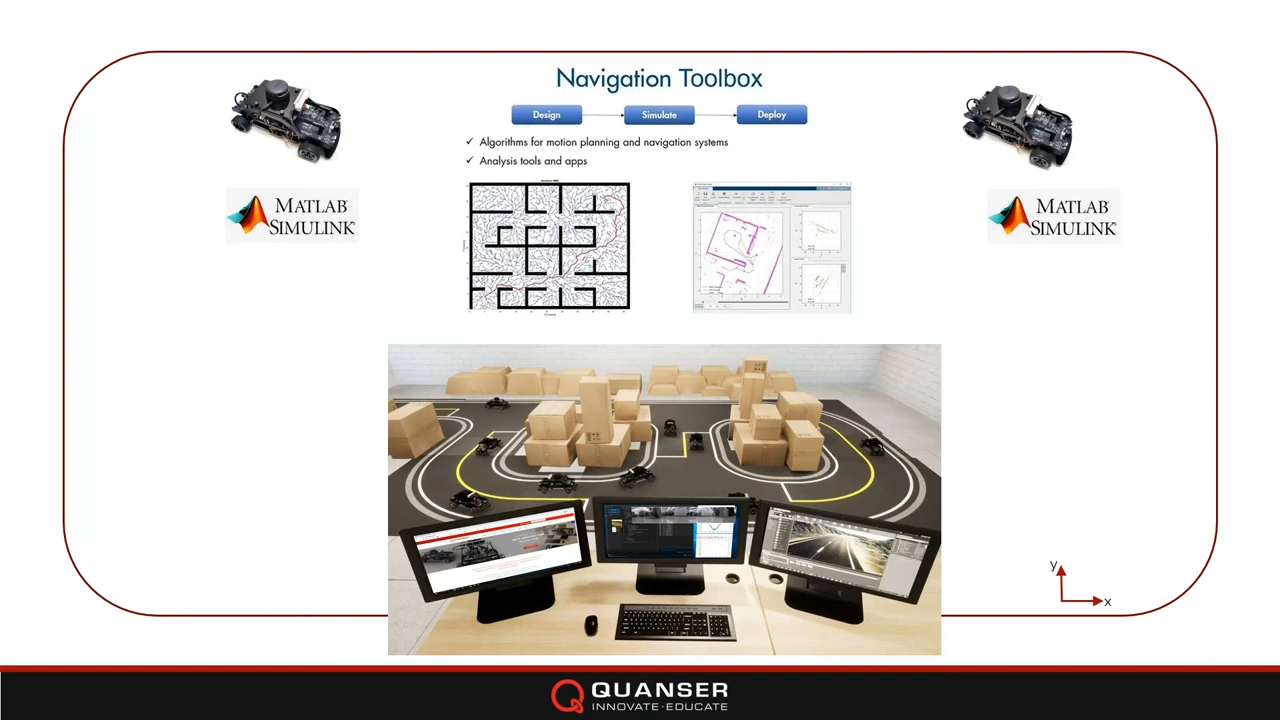 Navigation Toolbox
Design
Simulate
Deploy
✓ Algorithms for motion planning and navigation systems
✓ Analysis tools and apps
MATLAB
SIMULINK
MATLAB
SIMULINK
y
x
QUANSER
INNOVATE·EDUCATE